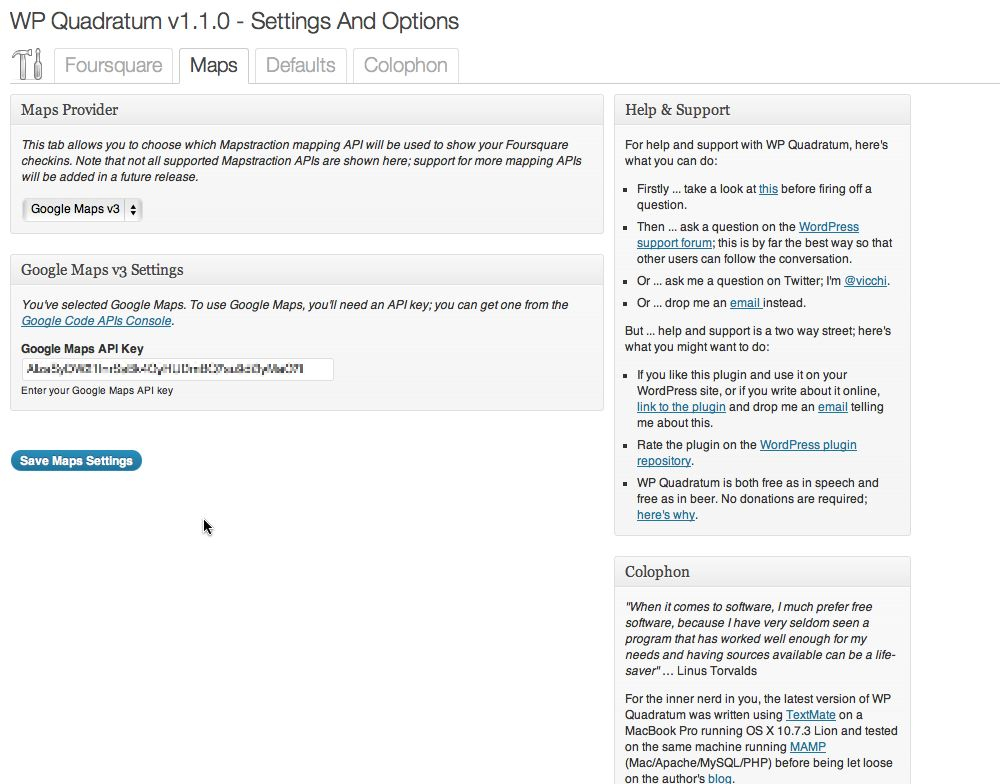 WP Quadratum v1.1.0 - Settings And Options
Foursquare
Maps
Defaults
Colophon
Maps Provider
This tab allows you to choose which Mapstraction mapping API will be used to show your Foursquare
checkins. Note that not all supported Mapstraction APIs are shown here; support for more mapping APIs
will be added in a future release.
Google Maps v3
Google Maps v3 Settings
You've selected Google Maps. To use Google Maps, you'll need an API key; you can get one from the
Google Code APIs Console.
Google Maps API Key
Enter your Google Maps API key
Save Maps Settings
Help & Support
For help and support with WP Quadratum, here's
what you can do:
Firstly ... take a look at this before firing off a
question.
Then ... ask a question on the WordPress
support forum; this is by far the best way so that
other users can follow the conversation.
Or ... ask me a question on Twitter; I'm @vicchi.
Or ... drop me an email instead.
But ... help and support is a two way street; here's
what you might want to do:
If you like this plugin and use it on your
WordPress site, or if you write about it online,
link to the plugin and drop me an email telling
me about this.
Rate the plugin on the WordPress plugin
repository.
WP Quadratum is both free as in speech and
free as in beer. No donations are required;
here's why.
Colophon
"When it comes to software, I much prefer free
software, because I have very seldom seen a
program that has worked well enough for my
needs and having sources available can be a life-
saver" ... Linus Torvalds
For the inner nerd in you, the latest version of WP
Quadratum was written using TextMate on a
MacBook Pro running OS X 10.7.3 Lion and tested
on the same machine running MAMP
(Mac/Apache/MySQL/PHP) before being let loose
on the author's blog.